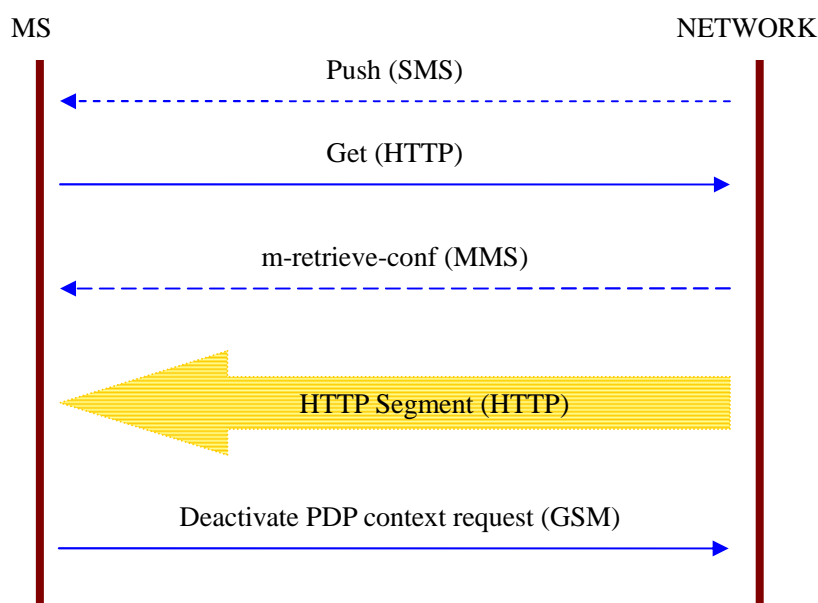 MS
NETWORK
Push (SMS)
Get (HTTP)
m-retrieve-conf (MMS)
HTTP Segment (HTTP)
Deactivate PDP context request (GSM)